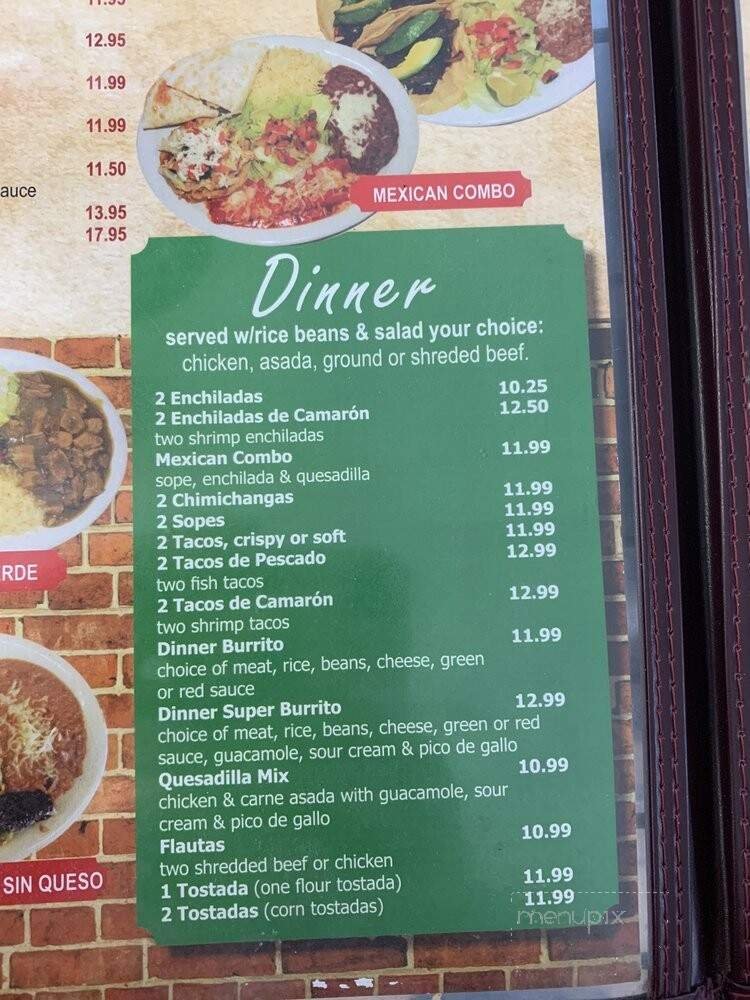 12.95
11.99
11.99
11.50
auce
13.95
17.95
MEXICAN COMBO
Dinner
served w/rice beans & salad your choice:
chicken, asada, ground or shreded beef.
2 Enchiladas 10.25
2 Enchiladas de Camarón 12.50
two shrimp enchiladas
Mexican Combo 11.99
sope, enchilada & quesadilla
2 Chimichangas 11.99
2 Sopes 11.99
2 Tacos, crispy or soft 11.99
2 Tacos de Pescado 12.99
two fish tacos
2 Tacos de Camarón 12.99
two shrimp tacos
Dinner Burrito 11.99
choice of meat, rice, beans, cheese, green
or red sauce
Dinner Super Burrito 12.99
choice of meat, rice, beans, cheese, green or red
sauce, guacamole, sour cream & pico de gallo
Quesadilla Mix 10.99
chicken & carne asada with guacamole, sour
cream & pico de gallo
Flautas 10.99
two shredded beef or chicken
1 Tostada (one flour tostada) 11.99
2 Tostadas (corn tostadas) 11.99
RDE
SIN QUESO
menupix